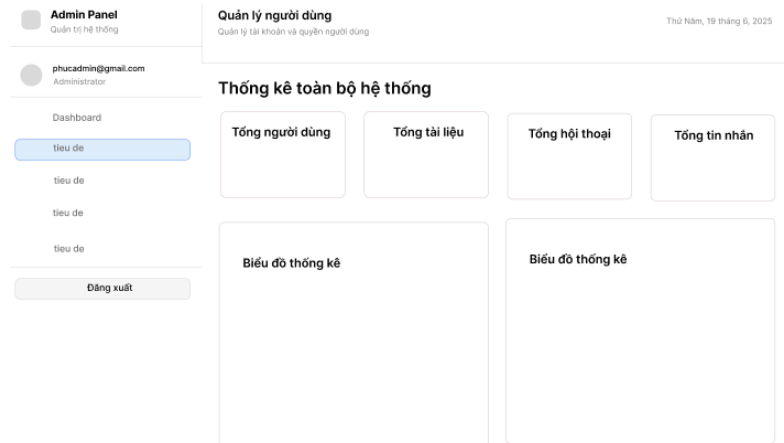 Admin Panel
Quản trị hệ thống
phucadmin@gmail.com
Administrator
Dashboard
tieu de
tieu de
tieu de
tieu de
Đăng xuất
Quản lý người dùng
Quản lý tài khoản và quyền người dùng
Thứ Năm, 19 tháng 6, 2025
Thống kê toàn bộ hệ thống
Tổng người dùng
Tổng tài liệu
Tổng hội thoại
Tổng tin nhắn
Biểu đồ thống kê
Biểu đồ thống kê